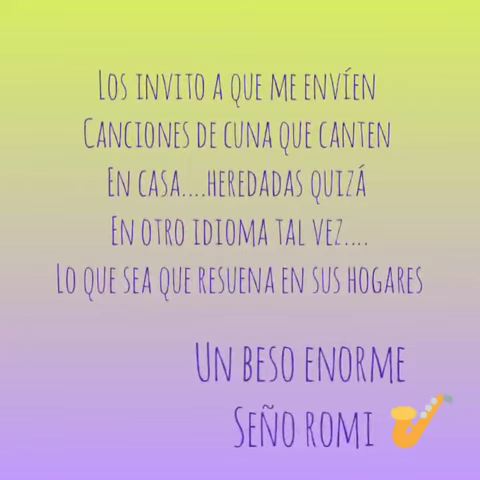 Los invito a que me envíen
Canciones de cuna que canten
En casa....heredadas quizá
En otro idioma tal vez....
Lo que sea que resuena en sus hogares
Un beso enorme
Seño romi